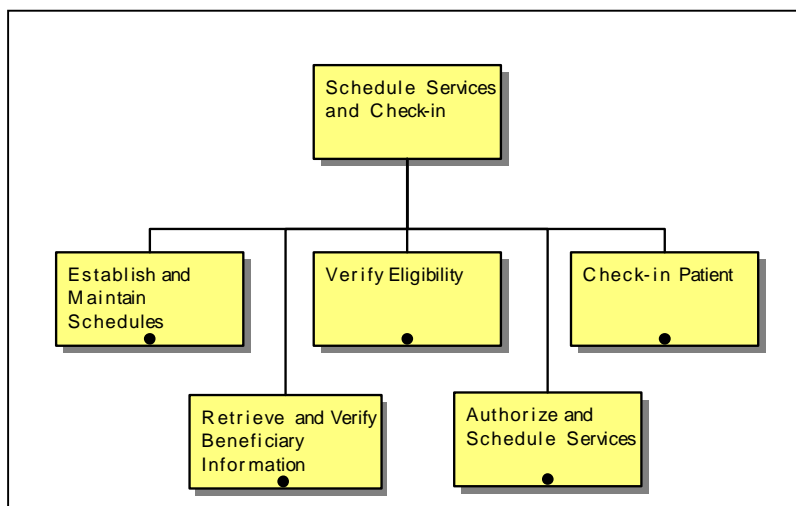 Schedule Services
and Check-in
Establish and
Maintain
Schedules
Verify Eligibility
Check-in Patient
Retrieve and Verify
Beneficiary
Information
Authorize and
Schedule Services